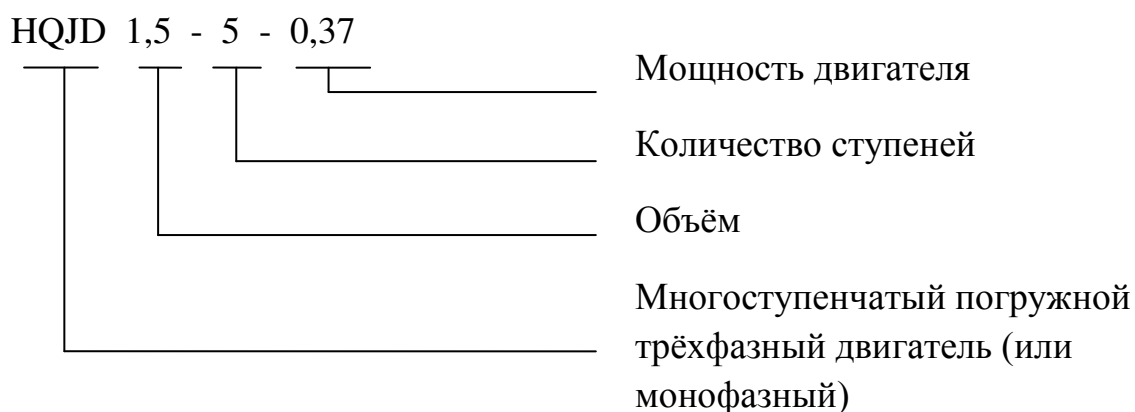 HQJD 1,5 - 5 - 0,37
Мощность двигателя
Количество ступеней
Объём
Многоступенчатый погружной
трёхфазный двигатель (или
монофазный)